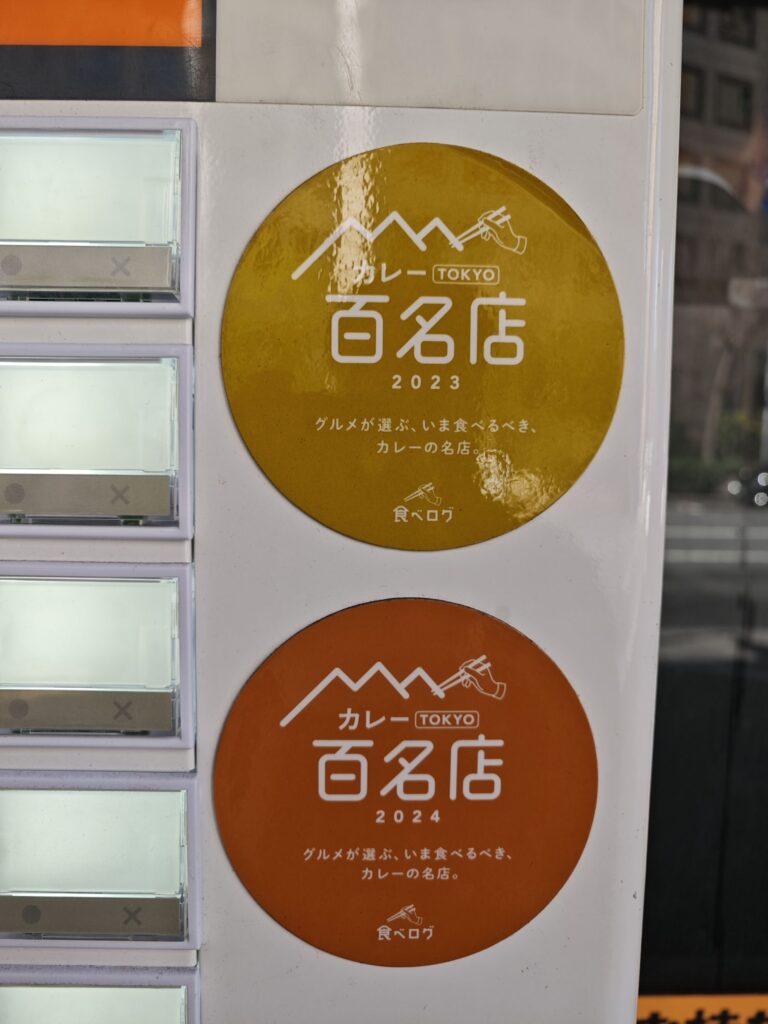 カレー TOKYO
百名店
2023
グルメが選ぶ、いま食べるべき、
カレーの名店。
食べログ
カレー TOKYO
百名店
2024
グルメが選ぶ、いま食べるべき、
カレーの名店。
食べログ